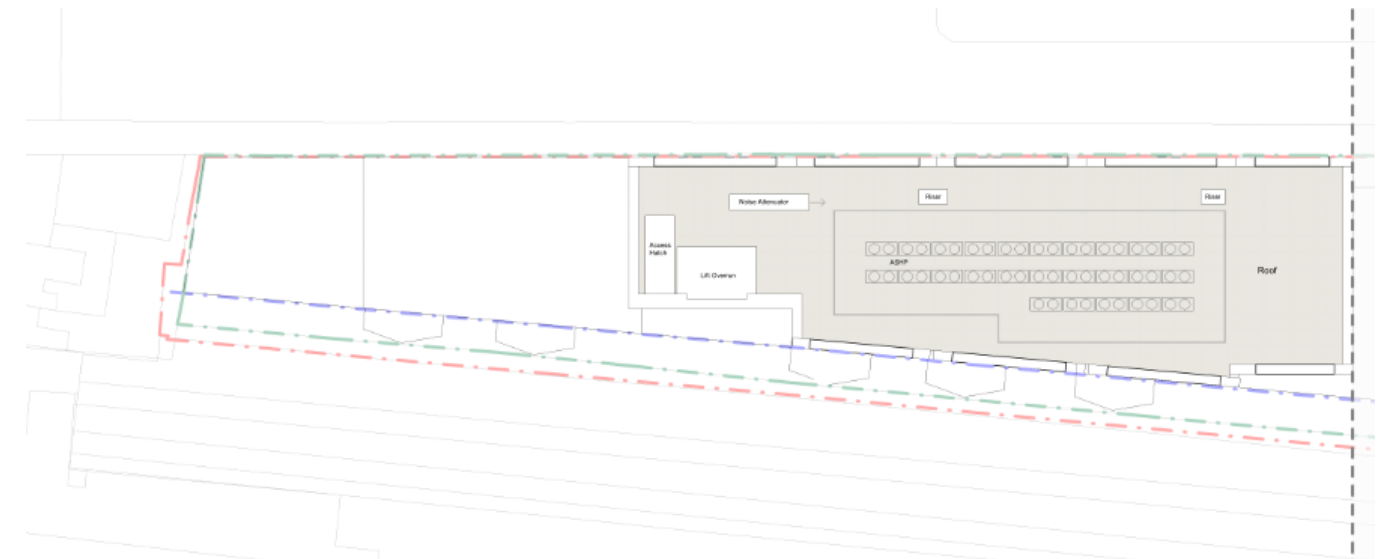 Noise Attenuator
Riser
Riser
Access
Hatch
Lift Overrun
ASHP
Roof